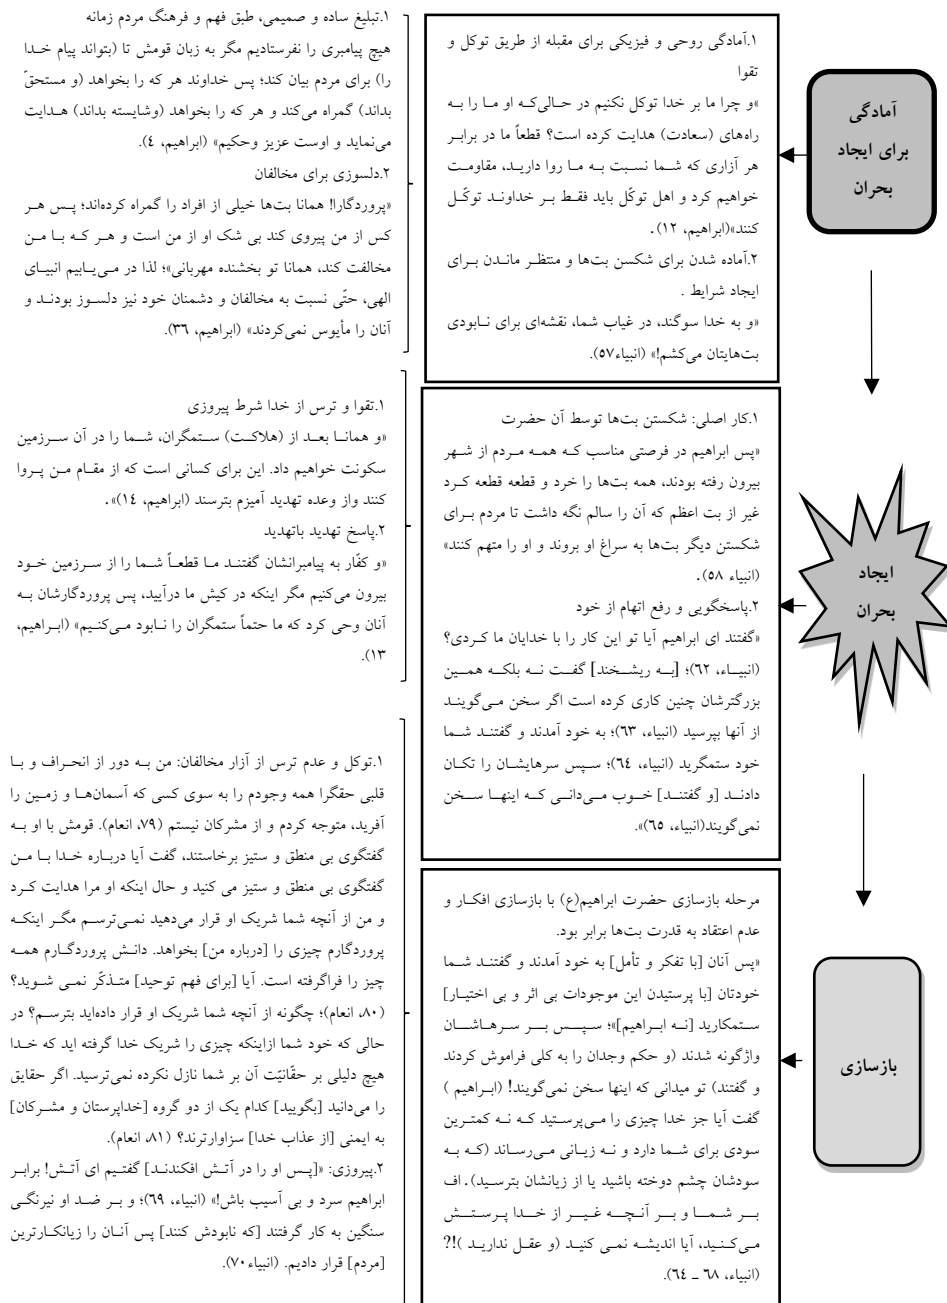 آمادگی
برای ایجاد
بحران
۱.آمادگی روحی و فیزیکی برای مقبله از طریق توکل و
تقوا
«و چرا ما بر خدا توکل نکنیم در حالی‌که او ما را به
راه‌های (سعادت) هدایت کرده است؟ قطعاً ما در برابر
هر آزاری که شما نسبت به ما روا دارید، مقاومت
خواهیم کرد و اهل توکل باید فقط بر خداوند توکّل
کنند»(ابراهیم، ۱۲).
۲.آماده شدن برای شکسن بت‌ها و منتظر ماندن برای
ایجاد شرایط .
«و به خدا سوگند، در غیاب شما، نقشه‌ای برای نابودی
بت‌هایتان می‌کشم!» (انبیاء۵۷).
۱.تبلیغ ساده و صمیمی، طبق فهم و فرهنگ مردم زمانه
هیچ پیامبری را نفرستادیم مگر به زبان قومش تا (بتواند پیام خدا
را) برای مردم بیان کند؛ پس خداوند هر که را بخواهد (و مستحقّ
بداند) گمراه می‌کند و هر که را بخواهد (وشایسته بداند) هدایت
می‌نماید و اوست عزیز وحکیم» (ابراهیم، ٤).
۲.دلسوزی برای مخالفان
«پروردگارا! همانا بت‌ها خیلی از افراد را گمراه کرده‌اند؛ پس هر
کس از من پیروی کند بی شک او از من است و هر که با من
مخالفت کند، همانا تو بخشنده مهربانی»؛ لذا در می‌یابیم انبیای
الهی، حتّی نسبت به مخالفان و دشمنان خود نیز دلسوز بودند و
آنان را مأیوس نمی‌کردند» (ابراهیم، ۳٦).
ایجاد
بحران
۱.کار اصلی: شکستن بت‌ها توسط آن حضرت
«پس ابراهیم در فرصتی مناسب که همه مردم از شهر
بیرون رفته بودند، همه بت‌ها را خرد و قطعه قطعه کرد
غیر از بت اعظم که آن را سالم نگه داشت تا مردم برای
شکستن دیگر بت‌ها به سراغ او بروند و او را متهم کنند»
(انبیاء ۵۸).
۲.پاسخگویی و رفع اتهام از خود
«گفتند ای ابراهیم آیا تو این کار را با خدایان ما کردی؟
(انبیاء، ٦۲)؛ [به ریشخند] گفت نه بلکه همین
بزرگترشان چنین کاری کرده است اگر سخن می‌گویند
از آنها بپرسید (انبیاء، ٦۳)؛ به خود آمدند و گفتند شما
خود ستمگرید (انبیاء، ٦٤)؛ سپس سرهایشان را تکان
دادند [و گفتند] خوب می‌دانی که اینها سخن
نمی‌گویند(انبیاء، ٦۵)».
۱.تقوا و ترس از خدا شرط پیروزی
«و همانا بعد از (هلاکت) ستمگران، شما را در آن سرزمین
سکونت خواهیم داد. این برای کسانی است که از مقام من پروا
کنند واز وعده تهدید آمیزم بترسند (ابراهیم، ۱٤)».
۲.پاسخ تهدید باتهدید
«و کفّار به پیامبرانشان گفتند ما قطعاً شما را از سرزمین خود
بیرون می‌کنیم مگر اینکه در کیش ما درآیید، پس پروردگارشان به
آنان وحی کرد که ما حتماً ستمگران را نابود می‌کنیم» (ابراهیم،
۱۳).
بازسازی
مرحله بازسازی حضرت ابراهیم(ع) با بازسازی افکار و
عدم اعتقاد به قدرت بت‌ها برابر بود.
«پس آنان [با تفکر و تأمل] به خود آمدند و گفتند شما
خودتان [با پرستیدن این موجودات بی اثر و بی اختیار]
ستمکارید [نه ابراهیم]»؛ سپس بر سرهاشان
واژگونه شدند (و حکم وجدان را به کلی فراموش کردند
و گفتند) تو میدانی که اینها سخن نمی‌گویند! (ابراهیم )
گفت آیا جز خدا چیزی را می‌پرستید که نه کمترین
سودی برای شما دارد و نه زیانی می‌رساند (که به
سودشان چشم دوخته باشید یا از زیانشان بترسید). اف
بر شما و بر آنچه غیر از خدا پرستش
می‌کنید، آیا اندیشه نمی کنید (و عقل ندارید )!?
(انبیاء، ٦۸ – ٦٤).
۱.توکل و عدم ترس از آزار مخالفان: من به دور از انحراف و با
قلبی حقگرا همه وجودم را به سوی کسی که آسمان‌ها و زمین را
آفرید، متوجه کردم و از مشرکان نیستم (۷۹، انعام). قومش با او به
گفتگوی بی منطق و ستیز برخاستند، گفت آیا درباره خدا با من
گفتگوی بی منطق و ستیز می کنید و حال اینکه او مرا هدایت کرد
و من از آنچه شما شریک او قرار می‌دهید نمی‌ترسم مگر اینکه
پروردگارم چیزی را [درباره من] بخواهد. دانش پروردگارم همه
چیز را فراگرفته است. آیا [برای فهم توحید] متذکّر نمی شوید؟
(۸۰، انعام)؛ چگونه از آنچه شما شریک او قرار داده‌اید بترسم؟ در
حالی که خود شما ازاینکه چیزی را شریک خدا گرفته اید که خدا
هیچ دلیلی بر حقّانیّت آن بر شما نازل نکرده نمی‌ترسید. اگر حقایق
را می‌دانید [بگویید] کدام یک از دو گروه [خداپرستان و مشرکان]
به ایمنی [از عذاب خدا] سزاوارترند؟ (۸۱، انعام).
۲.پیروزی: «[پس او را در آتش افکندند] گفتیم ای آتش! برابر
ابراهیم سرد و بی آسیب باش!» (انبیاء، ٦۹)؛ و بر ضد او نیرنگی
سنگین به کار گرفتند [که نابودش کنند] پس آنان را زیانکارترین
[مردم] قرار دادیم. (انبیاء۷۰).